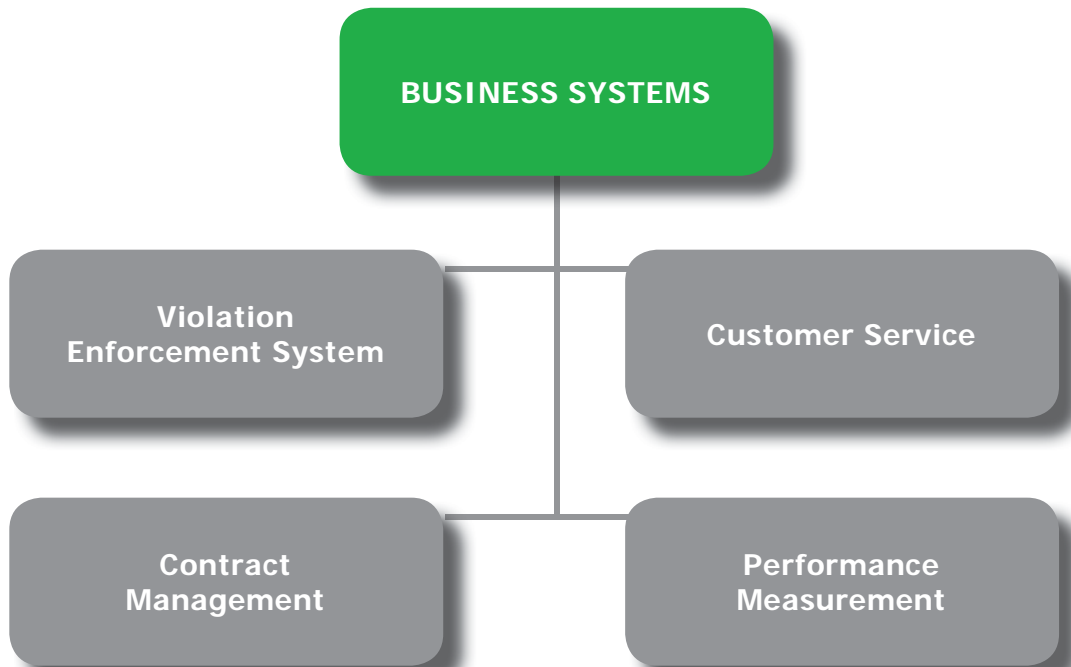 BUSINESS SYSTEMS
Violation
Enforcement System
Customer Service
Contract
Management
Performance
Measurement